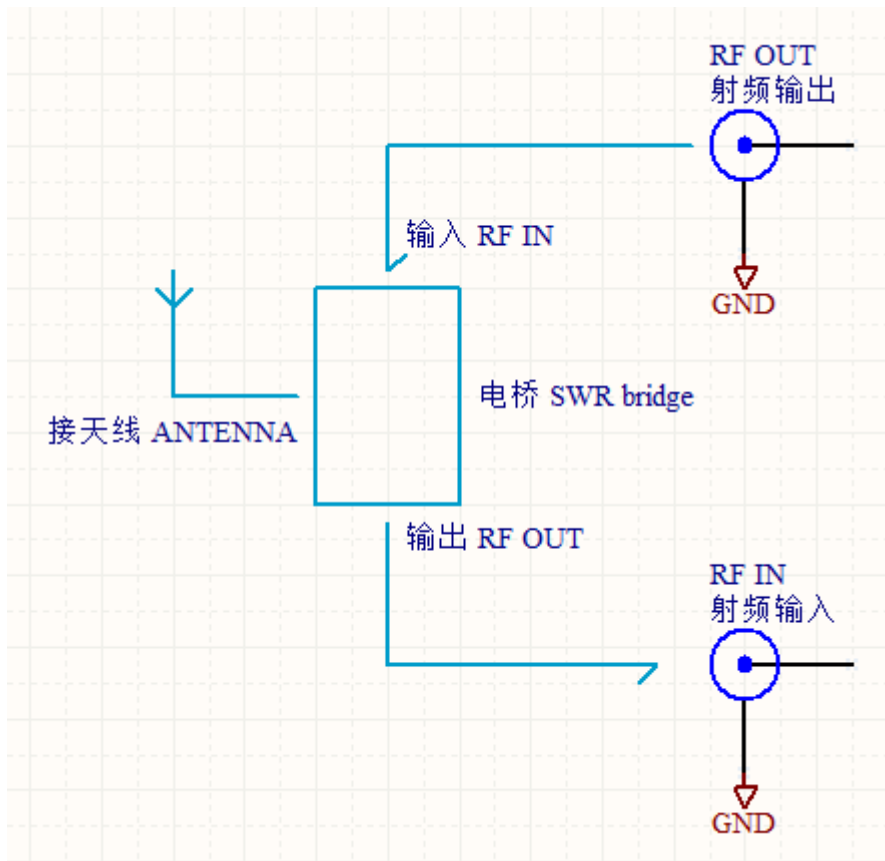 RF OUT
射频输出
输入 RF IN
GND
电桥 SWR bridge
接天线 ANTENNA
输出 RF OUT
RF IN
射频输入
GND